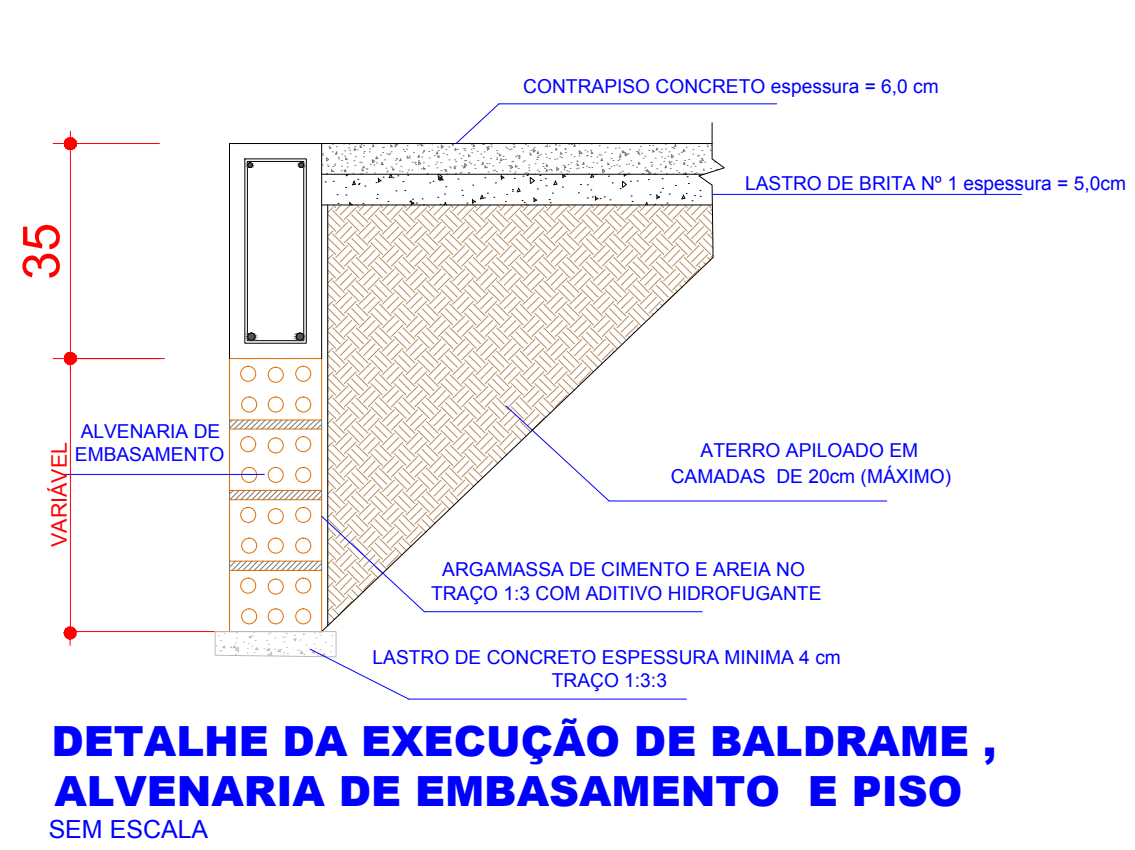 CONTRAPISO CONCRETO espessura = 6,0 cm
LASTRO DE BRITA Nº 1 espessura = 5,0cm
35
ALVENARIA DE
EMBASAMENTO
VARIÁVEL
ATERRO APILOADO EM
CAMADAS DE 20cm (MÁXIMO)
ARGAMASSA DE CIMENTO E AREIA NO
TRAÇO 1:3 COM ADITIVO HIDROFUGANTE
LASTRO DE CONCRETO ESPESSURA MINIMA 4 cm
TRAÇO 1:3:3
DETALHE DA EXECUÇÃO DE BALDRAME ,
ALVENARIA DE EMBASAMENTO E PISO
SEM ESCALA